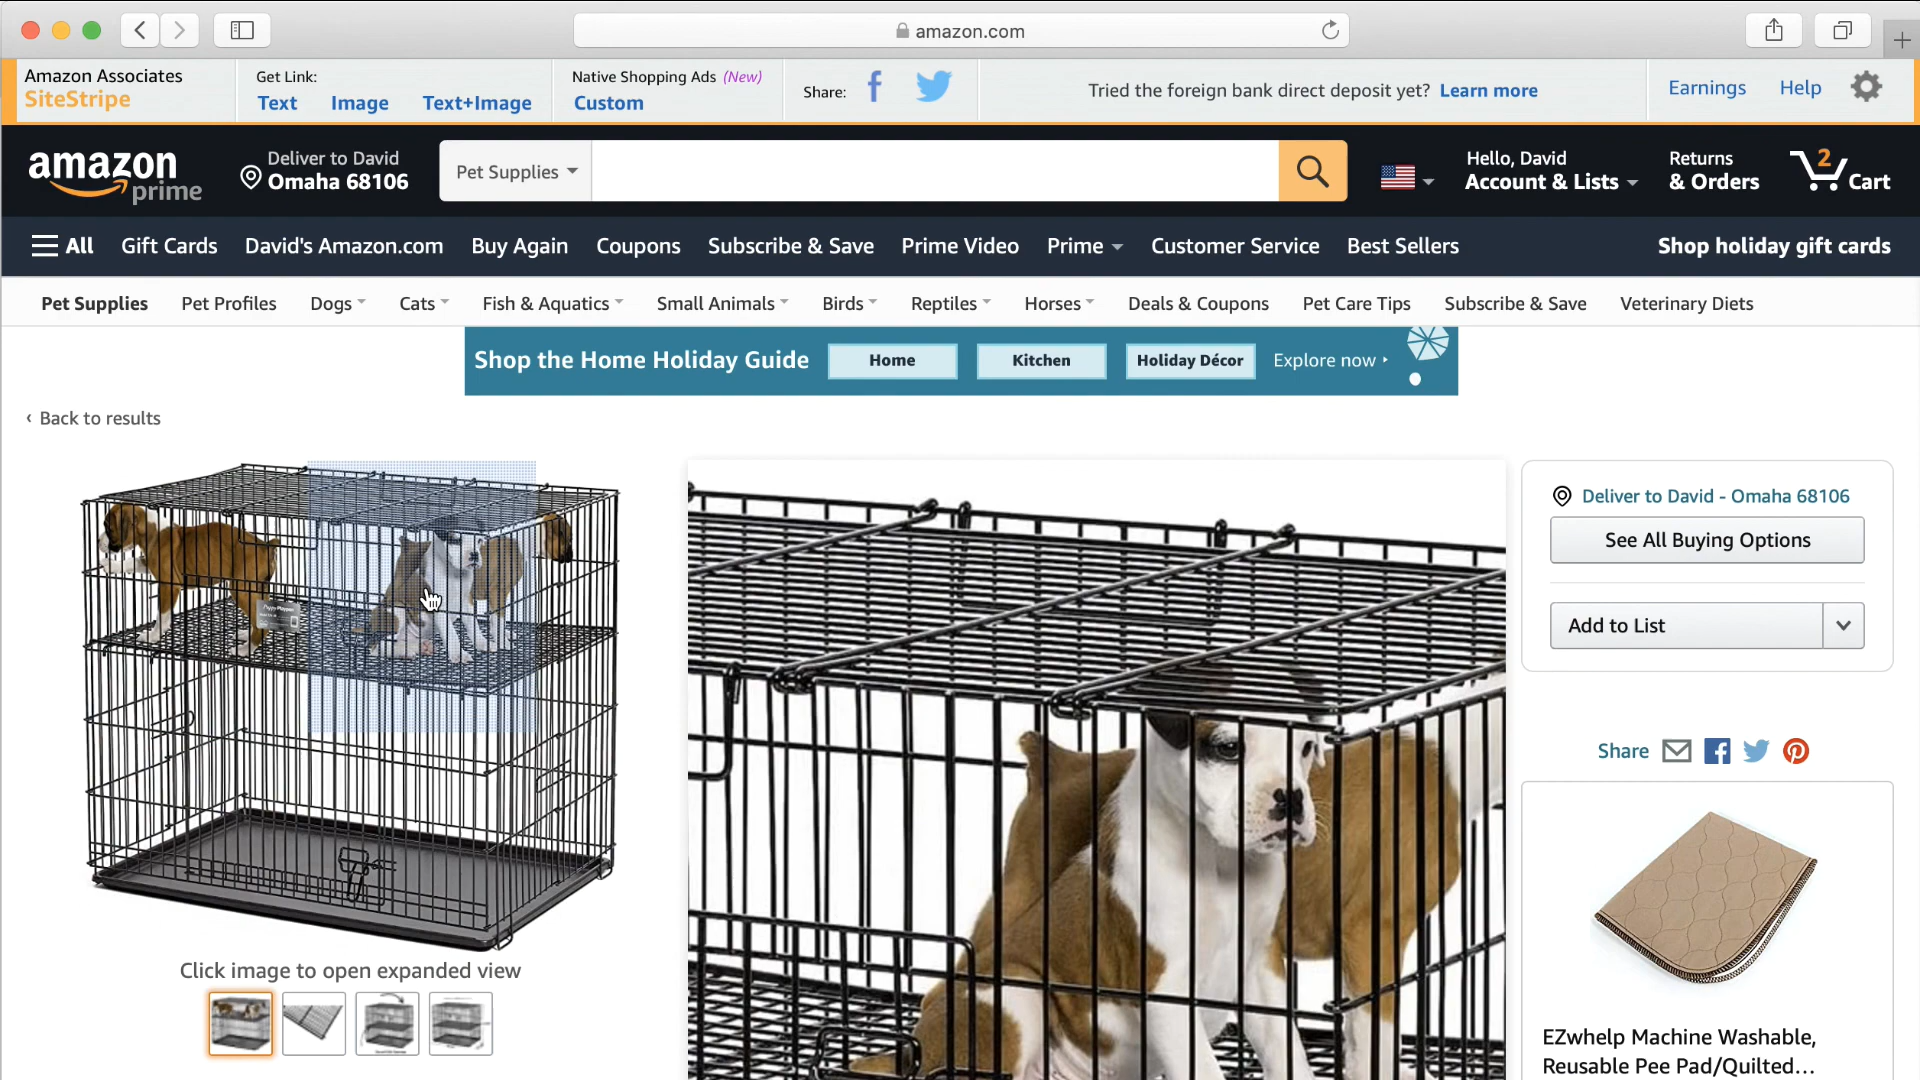 amazon.com
Amazon Associates
SiteStripe
Get Link:
Text Image Text+Image
Native Shopping Ads (New)
Custom
Share:
Tried the foreign bank direct deposit yet? Learn more
Earnings Help
amazon
prime
Deliver to David
Omaha 68106
Pet Supplies
Hello, David
Account & Lists
Returns
& Orders
2
Cart
All Gift Cards David's Amazon.com Buy Again Coupons Subscribe & Save Prime Video Prime Customer Service Best Sellers Shop holiday gift cards
Pet Supplies Pet Profiles Dogs Cats Fish & Aquatics Small Animals Birds Reptiles Horses Deals & Coupons Pet Care Tips Subscribe & Save Veterinary Diets
Shop the Home Holiday Guide Home Kitchen Holiday Décor Explore now
‹ Back to results
Deliver to David - Omaha 68106
See All Buying Options
Add to List
Share
Click image to open expanded view
EZwhelp Machine Washable,
Reusable Pee Pad/Quilted...